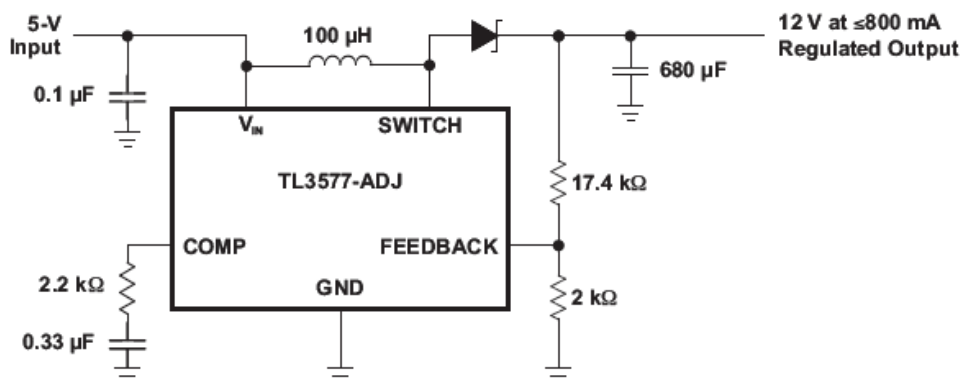 5-V
Input
100 µH
12 V at ≤800 mA
Regulated Output
0.1 µF
680 µF
VIN
SWITCH
TL3577-ADJ
17.4 kΩ
COMP
FEEDBACK
2.2 kΩ
GND
2 kΩ
0.33 µF